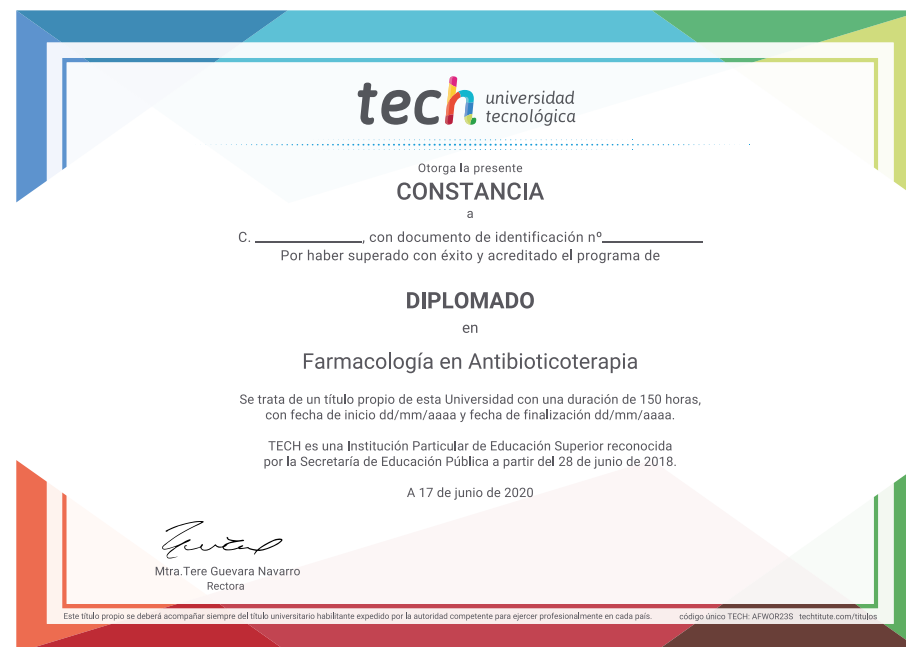 tech universidad
tecnológica
Otorga la presente
CONSTANCIA
a
C. ____________, con documento de identificación nº____________
Por haber superado con éxito y acreditado el programa de
DIPLOMADO
en
Farmacología en Antibioticoterapia
Se trata de un título propio de esta Universidad con una duración de 150 horas,
con fecha de inicio dd/mm/aaaa y fecha de finalización dd/mm/aaaa.
TECH es una Institución Particular de Educación Superior reconocida
por la Secretaría de Educación Pública a partir del 28 de junio de 2018.
A 17 de junio de 2020
Mtra.Tere Guevara Navarro
Rectora
Este título propio se deberá acompañar siempre del título universitario habilitante expedido por la autoridad competente para ejercer profesionalmente en cada país. código único TECH: AFWOR23S techtitute.com/titulos